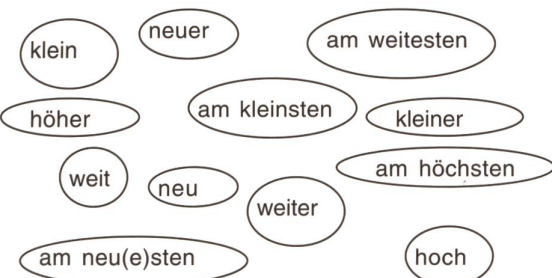 klein
neuer
am weitesten
höher
am kleinsten
kleiner
weit
neu
weiter
am höchsten
am neu(e)sten
hoch